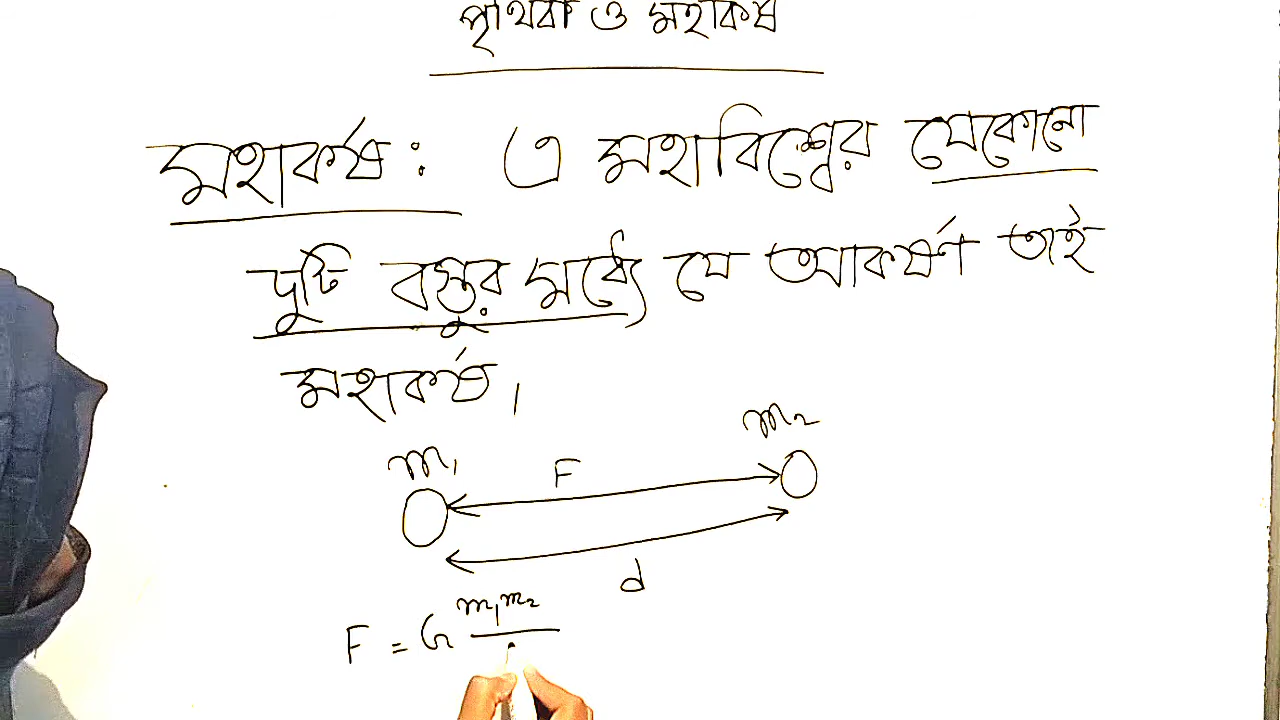 পৃথিবী ও মহাকর্ষ
মহাকর্ষ : এ মহাবিশ্বের যেকোনো
দুটি বস্তুর মধ্যে যে আকর্ষণ তাই
মহাকর্ষ।
m₁ F m₂
d
F = G m₁m₂